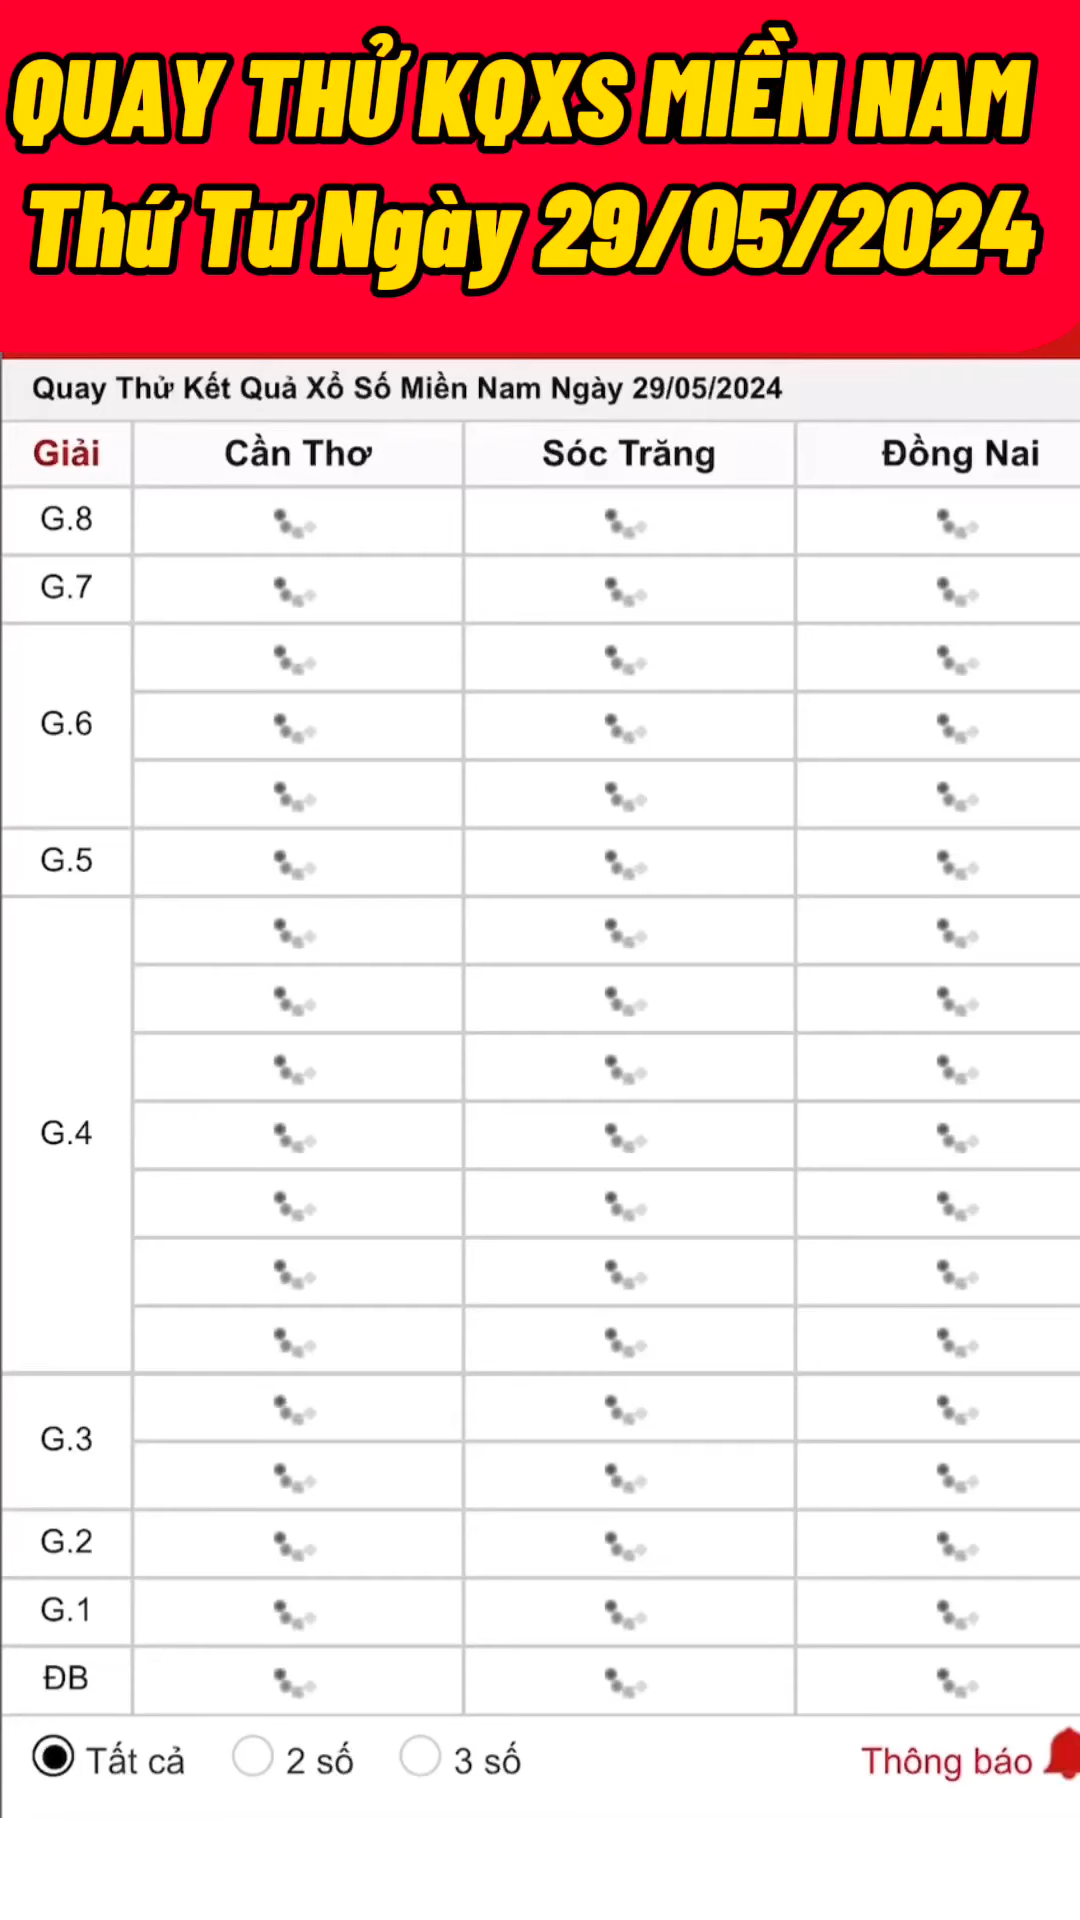 QUAY THỬ KQXS MIỀN NAM
Thứ Tư Ngày 29/05/2024
Quay Thử Kết Quả Xổ Số Miền Nam Ngày 29/05/2024
Giải Cần Thơ Sóc Trăng Đồng Nai
G.8
G.7
G.6
G.5
G.4
G.3
G.2
G.1
ĐB
Tất cả 2 số 3 số Thông báo